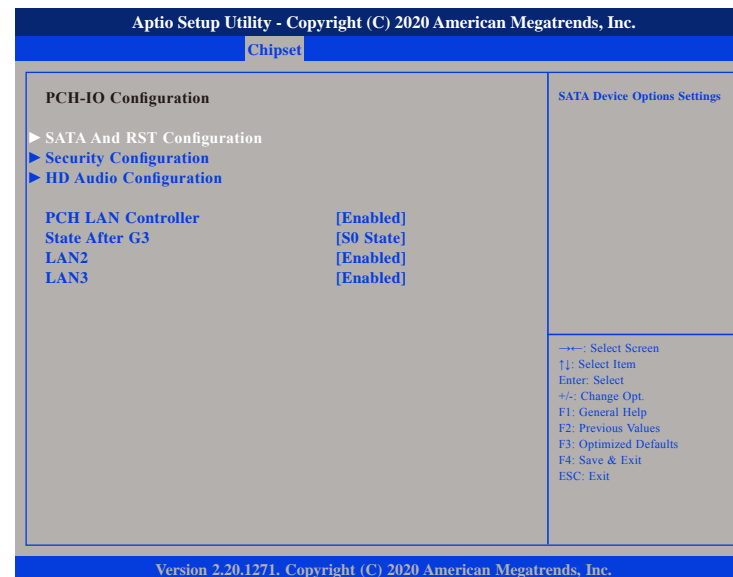 Aptio Setup Utility - Copyright (C) 2020 American Megatrends, Inc.
Chipset
PCH-IO Configuration
► SATA And RST Configuration
► Security Configuration
► HD Audio Configuration
PCH LAN Controller [Enabled]
State After G3 [S0 State]
LAN2 [Enabled]
LAN3 [Enabled]
SATA Device Options Settings
→←: Select Screen
↑↓: Select Item
Enter: Select
+/-: Change Opt.
F1: General Help
F2: Previous Values
F3: Optimized Defaults
F4: Save & Exit
ESC: Exit
Version 2.20.1271. Copyright (C) 2020 American Megatrends, Inc.